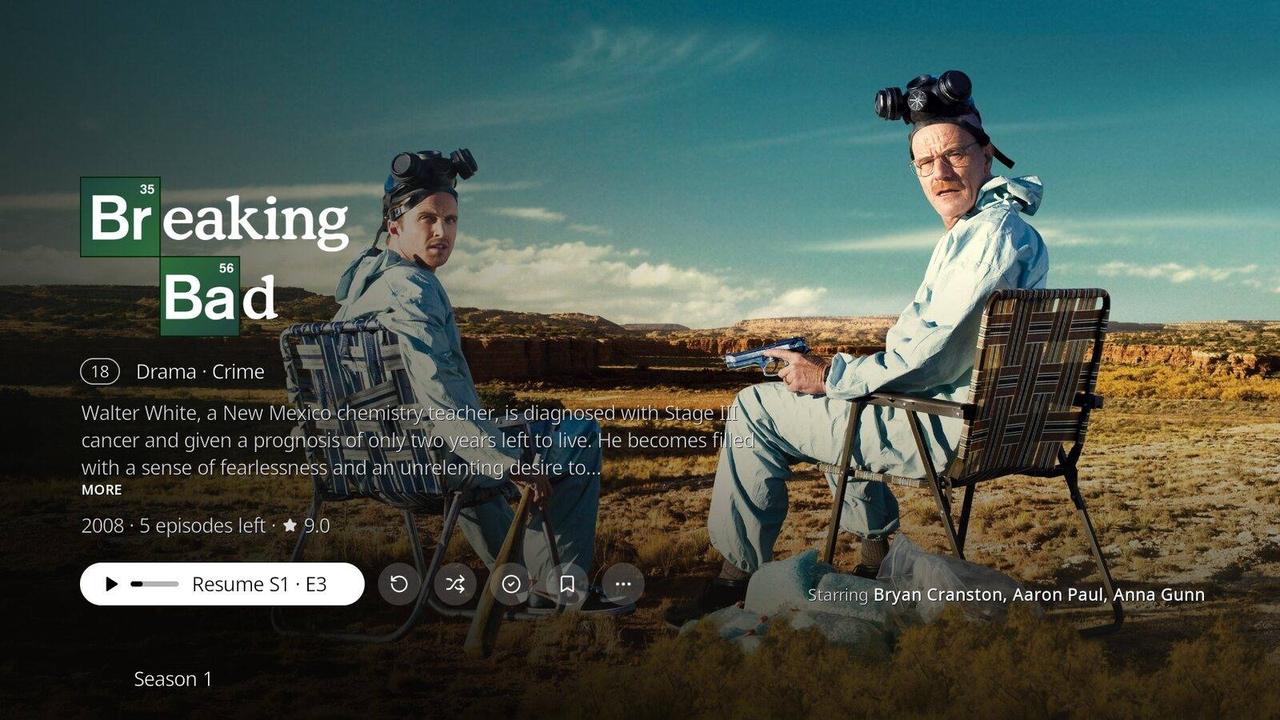 35
Breaking
56
Bad
18 Drama · Crime
Walter White, a New Mexico chemistry teacher, is diagnosed with Stage III
cancer and given a prognosis of only two years left to live. He becomes filled
with a sense of fearlessness and an unrelenting desire to...
MORE
2008 · 5 episodes left · ★ 9.0
Resume S1 · E3
Starring Bryan Cranston, Aaron Paul, Anna Gunn
Season 1